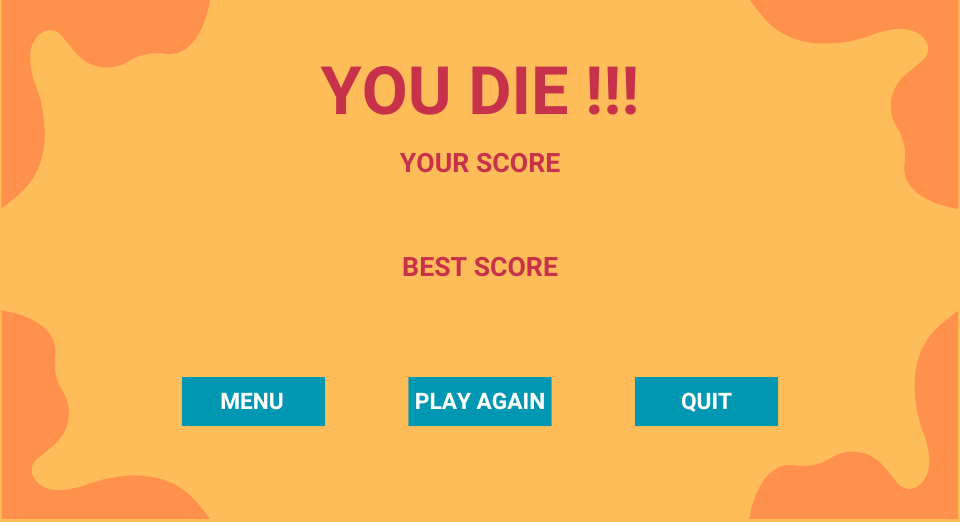 YOU DIE !!!
YOUR SCORE
BEST SCORE
MENU
PLAY AGAIN
QUIT